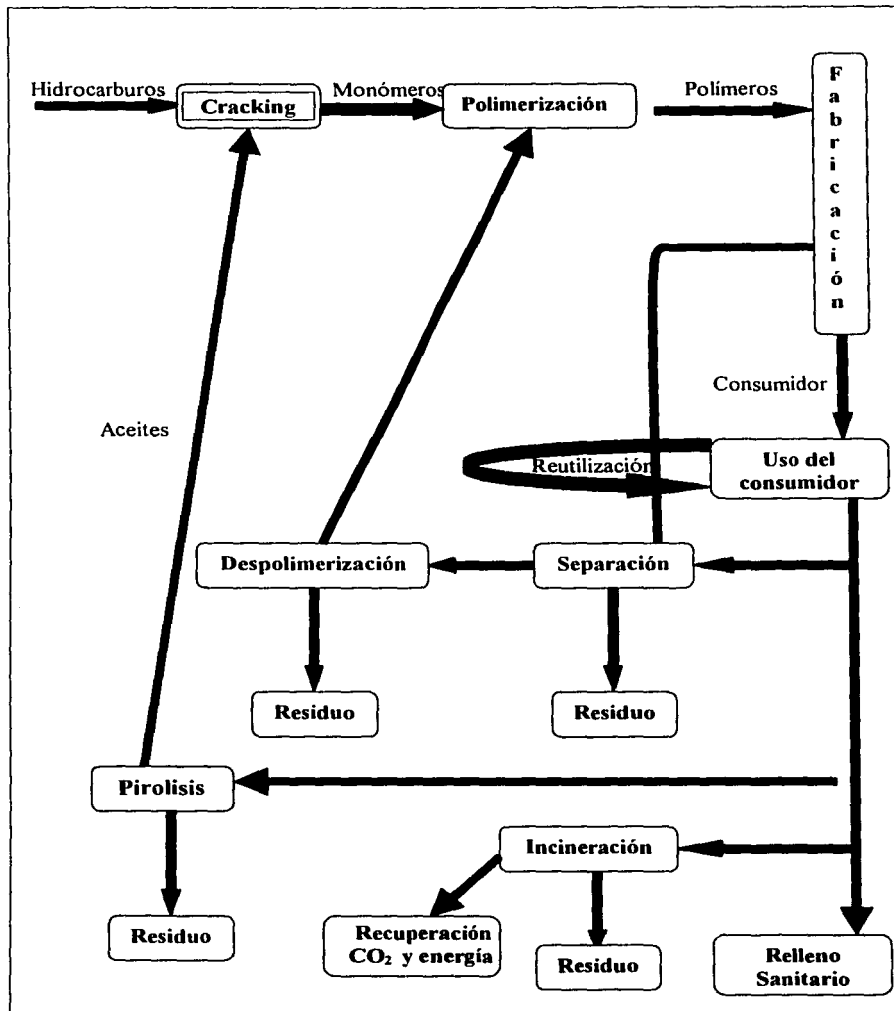 Hidrocarburos
Cracking
Monómeros
Polimerización
Polímeros
Fabricación
Consumidor
Aceites
Reutilización
Uso del
consumidor
Despolimerización
Separación
Residuo
Residuo
Pirolisis
Incineración
Residuo
Recuperación
CO₂ y energía
Residuo
Relleno
Sanitario